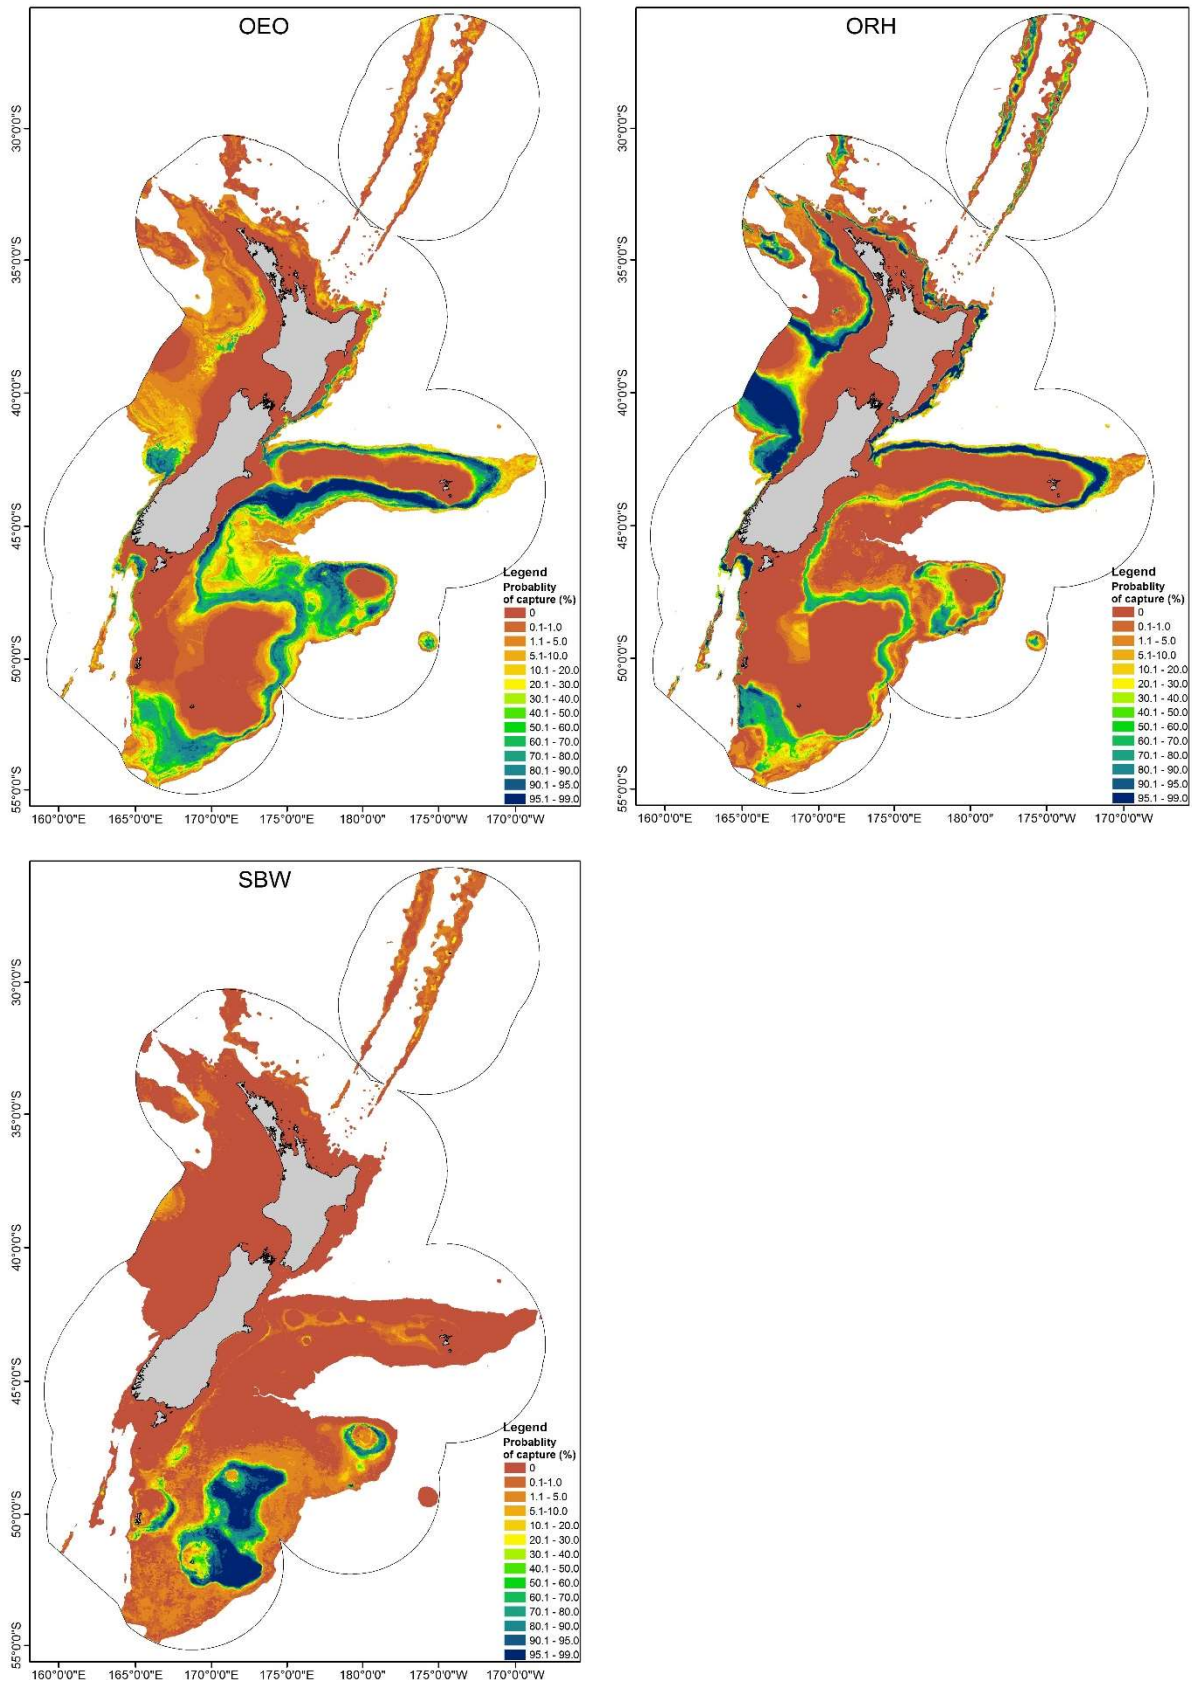 OEO
30°0'0"S
35°0'0"S
40°0'0"S
45°0'0"S
50°0'0"S
55°0'0"S
Legend
Probablity
of capture (%)
0
0.1-1.0
1.1 - 5.0
5.1-10.0
10.1 - 20.0
20.1 - 30.0
30.1 - 40.0
40.1 - 50.0
50.1 - 60.0
60.1 - 70.0
70.1 - 80.0
80.1 - 90.0
90.1 - 95.0
95.1 - 99.0
160°0'0"E 165°0'0"E 170°0'0"E 175°0'0"E 180°0'0" 175°0'0"W 170°0'0"W
ORH
30°0'0"S
35°0'0"S
40°0'0"S
45°0'0"S
50°0'0"S
55°0'0"S
Legend
Probablity
of capture (%)
0
0.1-1.0
1.1 - 5.0
5.1-10.0
10.1 - 20.0
20.1 - 30.0
30.1 - 40.0
40.1 - 50.0
50.1 - 60.0
60.1 - 70.0
70.1 - 80.0
80.1 - 90.0
90.1 - 95.0
95.1 - 99.0
160°0'0"E 165°0'0"E 170°0'0"E 175°0'0"E 180°0'0" 175°0'0"W 170°0'0"W
SBW
30°0'0"S
35°0'0"S
40°0'0"S
45°0'0"S
50°0'0"S
55°0'0"S
Legend
Probablity
of capture (%)
0
0.1-1.0
1.1 - 5.0
5.1-10.0
10.1 - 20.0
20.1 - 30.0
30.1 - 40.0
40.1 - 50.0
50.1 - 60.0
60.1 - 70.0
70.1 - 80.0
80.1 - 90.0
90.1 - 95.0
95.1 - 99.0
160°0'0"E 165°0'0"E 170°0'0"E 175°0'0"E 180°0'0" 175°0'0"W 170°0'0"W